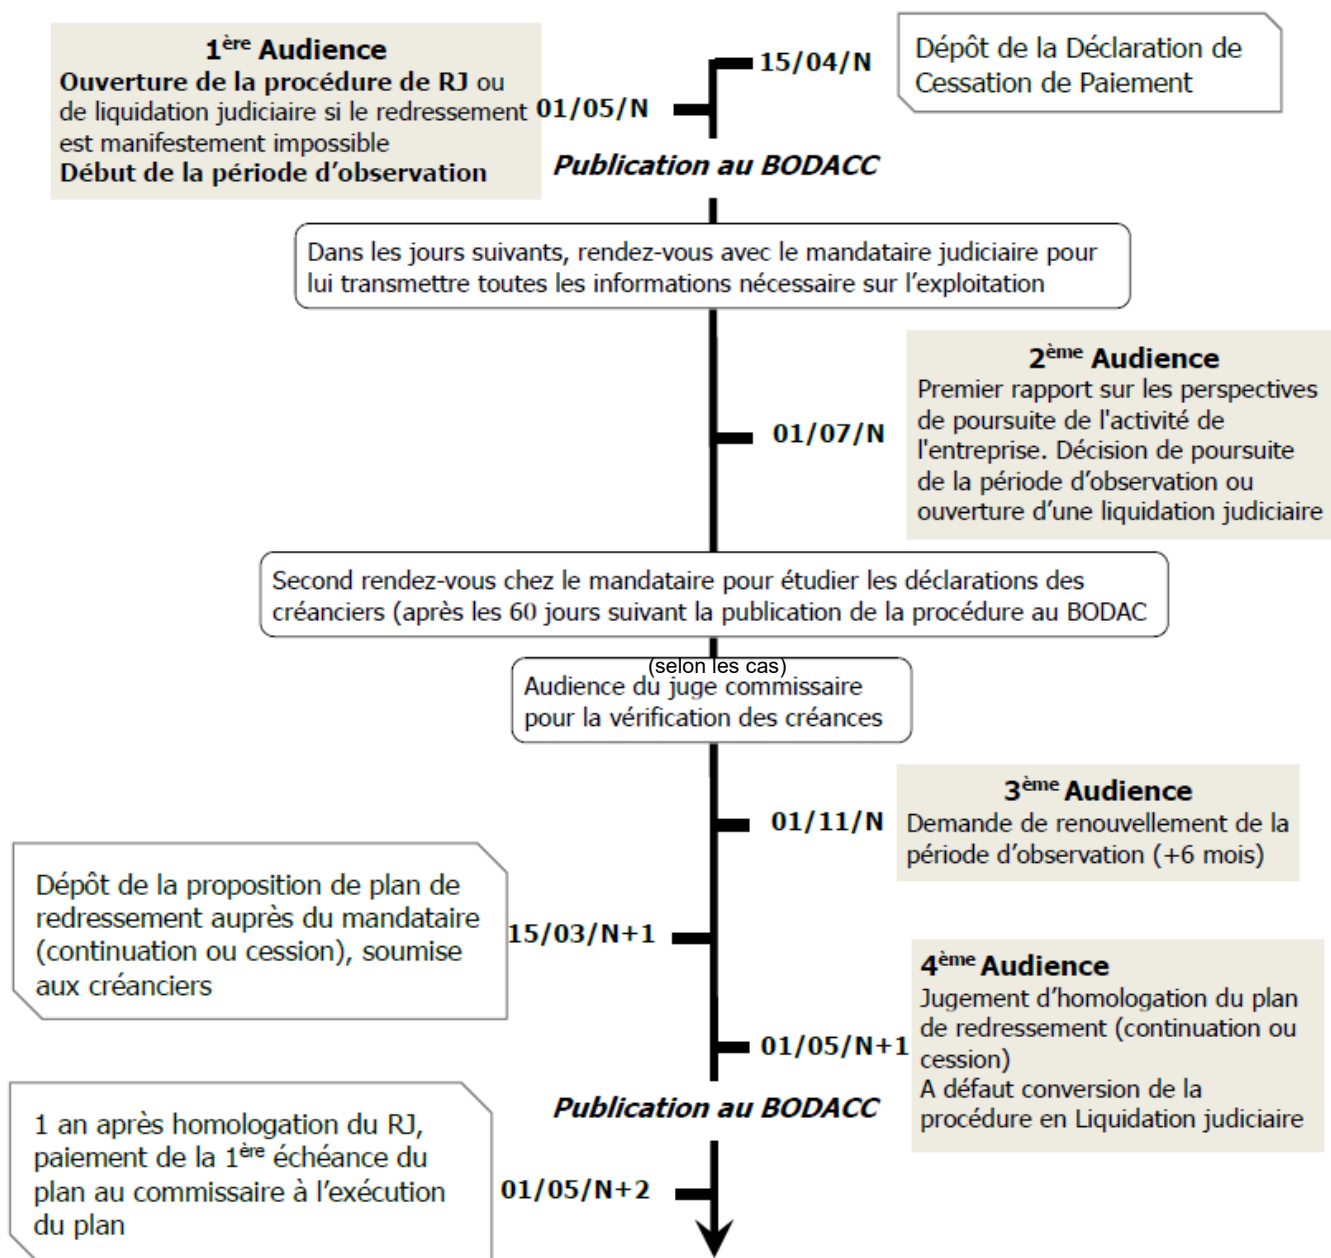 15/04/N
Dépôt de la Déclaration de
Cessation de Paiement
1ère Audience
Ouverture de la procédure de RJ ou
de liquidation judiciaire si le redressement
est manifestement impossible
Début de la période d'observation
01/05/N
Publication au BODACC
Dans les jours suivants, rendez-vous avec le mandataire judiciaire pour
lui transmettre toutes les informations nécessaire sur l'exploitation
01/07/N
2ème Audience
Premier rapport sur les perspectives
de poursuite de l'activité de
l'entreprise. Décision de poursuite
de la période d'observation ou
ouverture d'une liquidation judiciaire
Second rendez-vous chez le mandataire pour étudier les déclarations des
créanciers (après les 60 jours suivant la publication de la procédure au BODAC
(selon les cas)
Audience du juge commissaire
pour la vérification des créances
01/11/N
3ème Audience
Demande de renouvellement de la
période d'observation (+6 mois)
Dépôt de la proposition de plan de
redressement auprès du mandataire
(continuation ou cession), soumise
aux créanciers
15/03/N+1
01/05/N+1
4ème Audience
Jugement d'homologation du plan
de redressement (continuation ou
cession)
A défaut conversion de la
procédure en Liquidation judiciaire
Publication au BODACC
1 an après homologation du RJ,
paiement de la 1ère échéance du
plan au commissaire à l'exécution
du plan
01/05/N+2